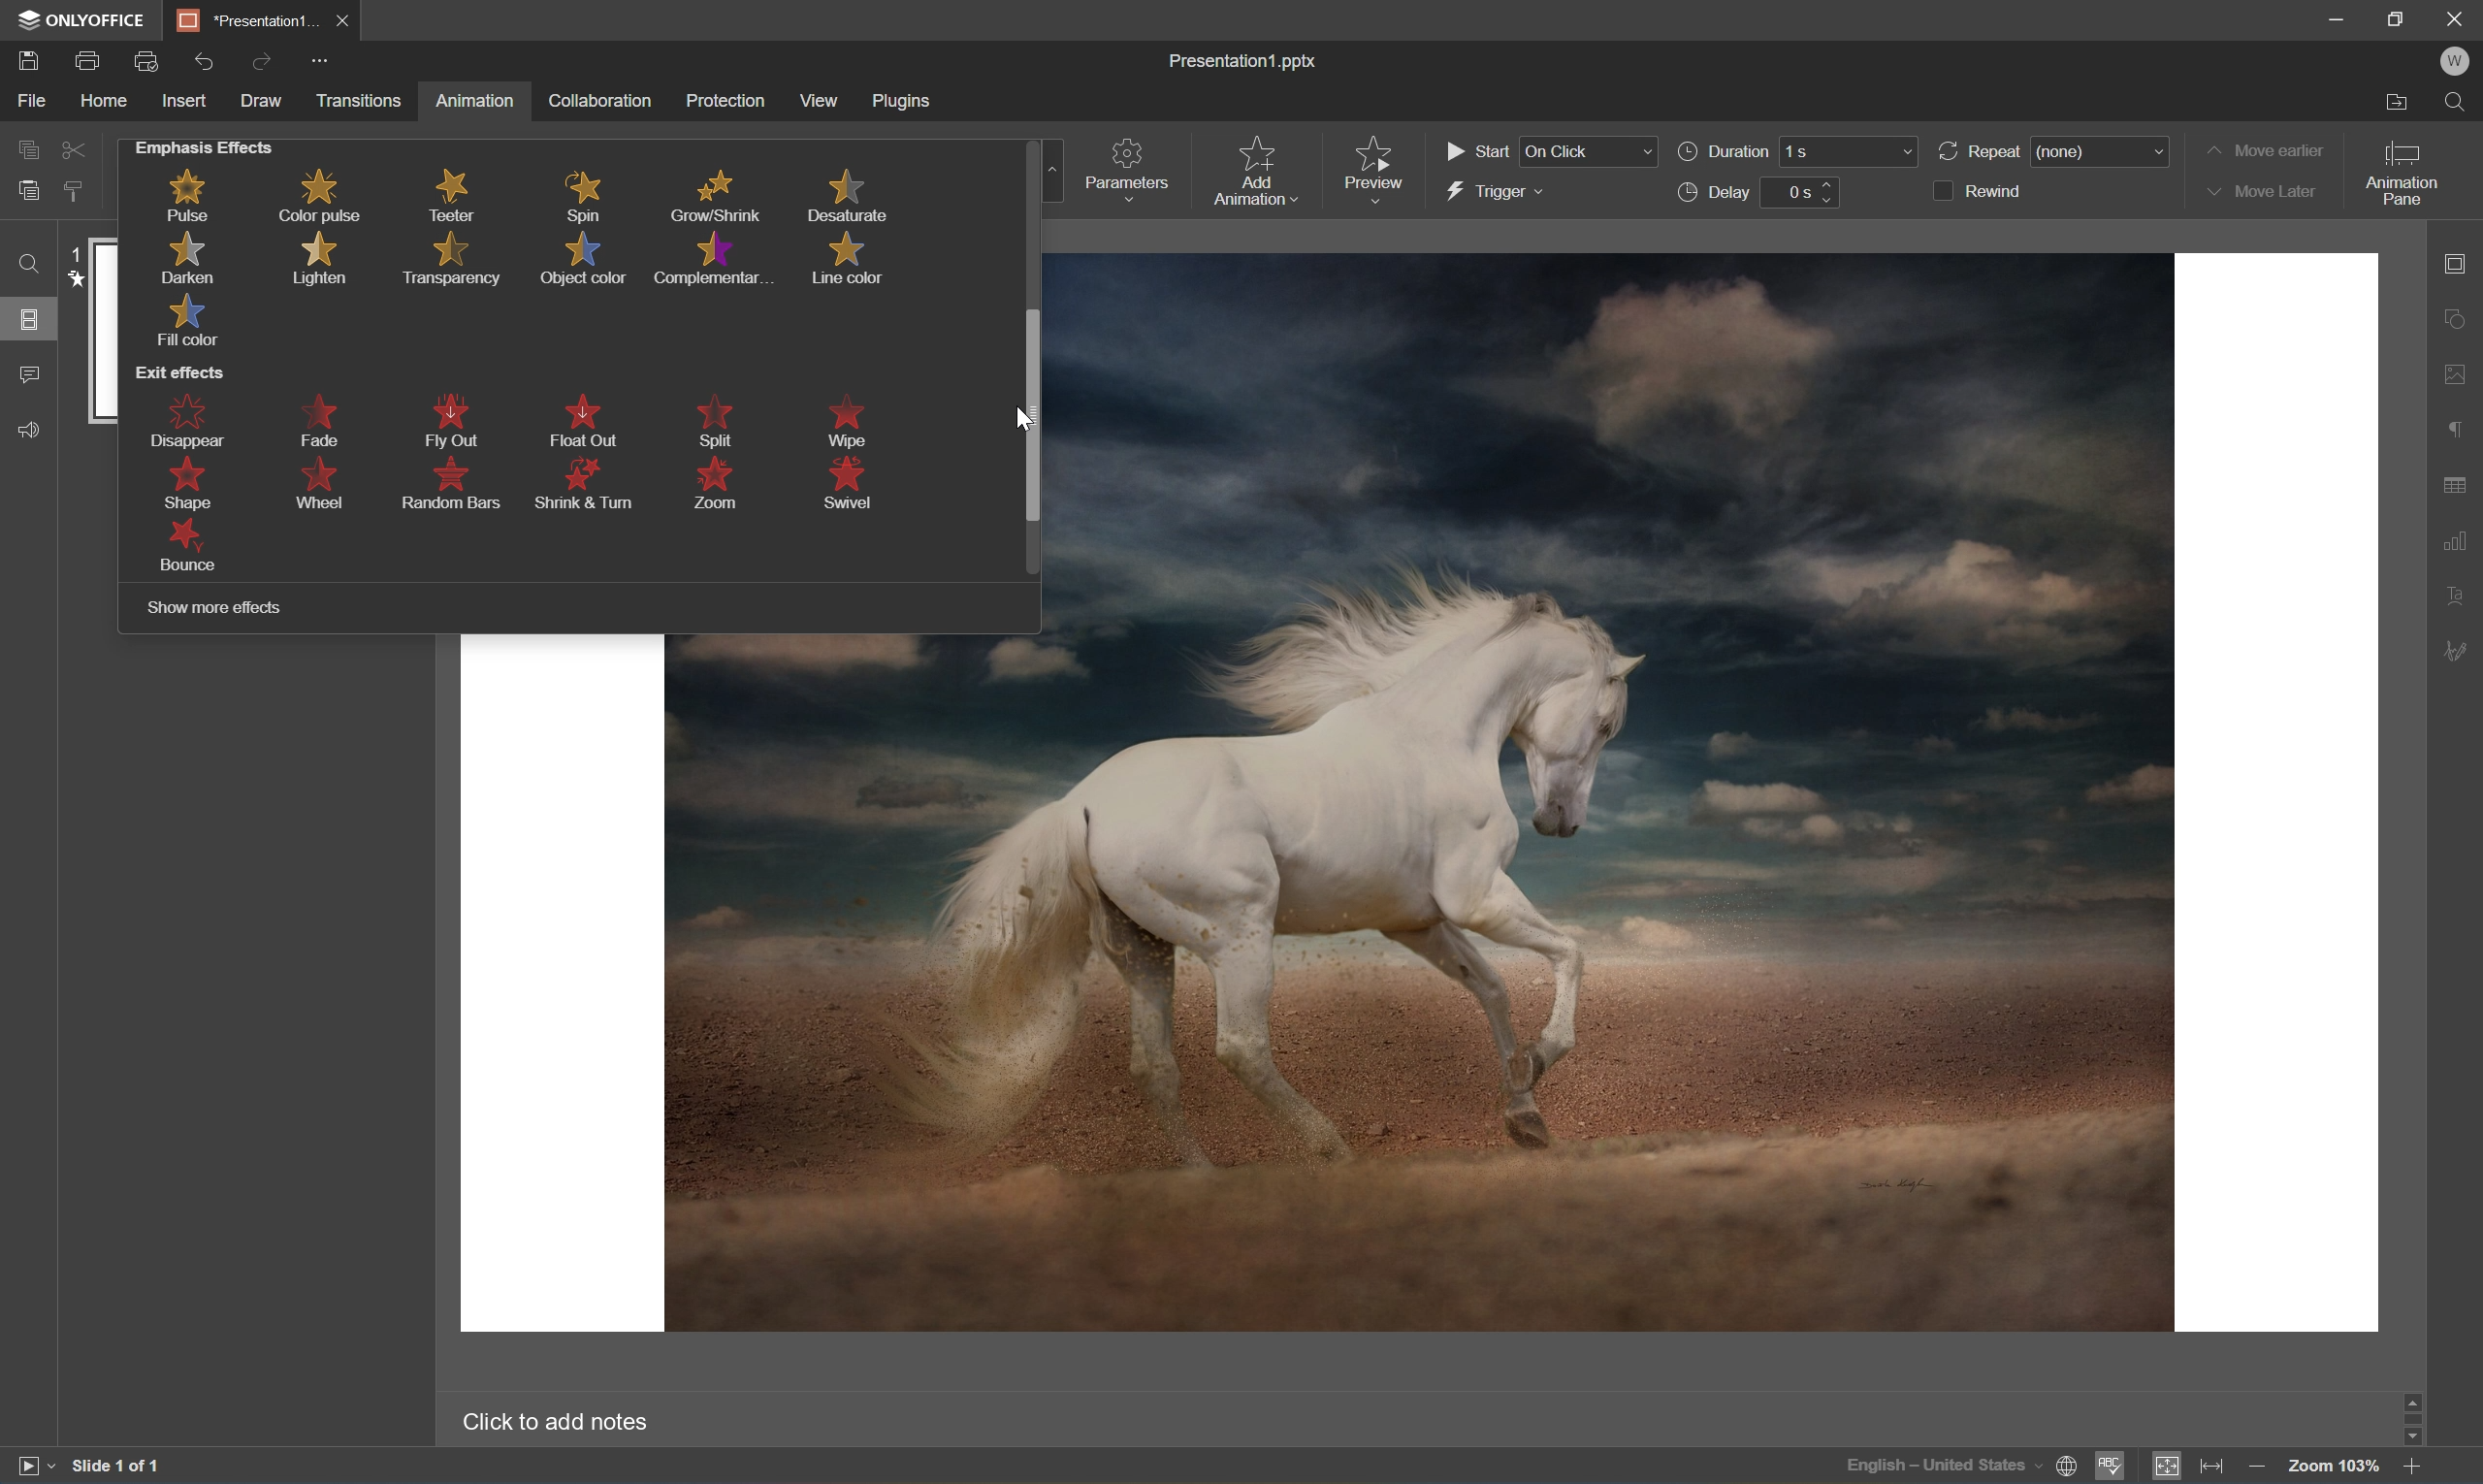 ONLYOFFICE
*Presentation1...
Presentation1.pptx
W
File Home Insert Draw Transitions Animation Collaboration Protection View Plugins
Emphasis Effects
Pulse Color pulse Teeter Spin Grow/Shrink Desaturate
Darken Lighten Transparency Object color Complementar... Line color
Fill color
Exit effects
Disappear Fade Fly Out Float Out Split Wipe
Shape Wheel Random Bars Shrink & Turn Zoom Swivel
Bounce
Show more effects
Parameters
Add
Animation
Preview
Start On Click
Trigger
Duration 1 s
Delay 0 s
Repeat (none)
Rewind
Move earlier
Move Later
Animation
Pane
1
Click to add notes
Slide 1 of 1
English – United States
Zoom 103%